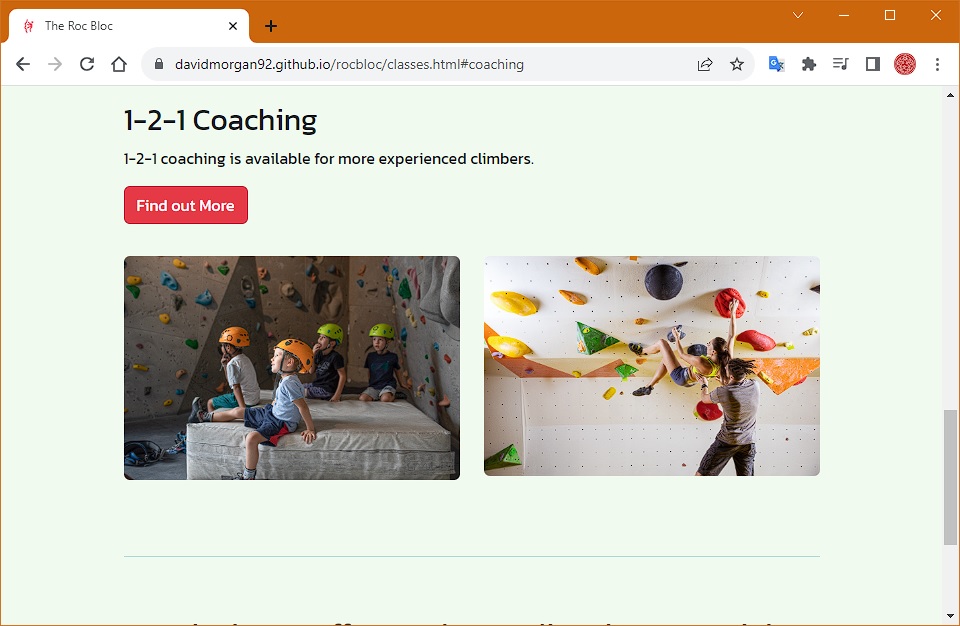 The Roc Bloc
davidmorgan92.github.io/rocbloc/classes.html#coaching
1-2-1 Coaching
1-2-1 coaching is available for more experienced climbers.
Find out More